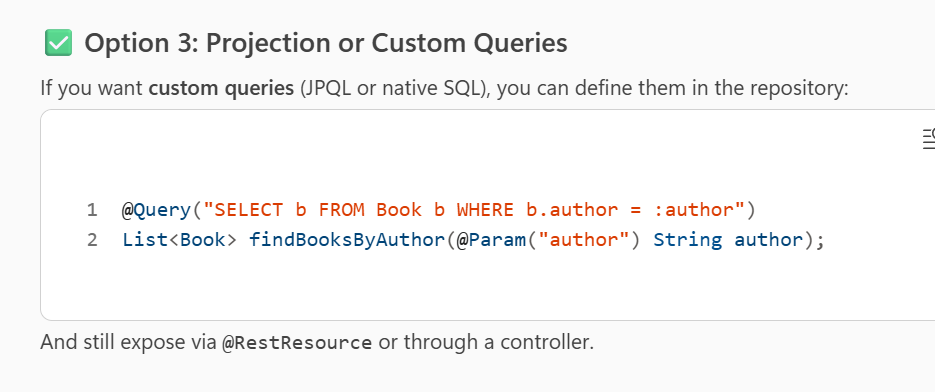 ✅ Option 3: Projection or Custom Queries
If you want custom queries (JPQL or native SQL), you can define them in the repository:
1 @Query("SELECT b FROM Book b WHERE b.author = :author")
2 List<Book> findBooksByAuthor(@Param("author") String author);
And still expose via @RestResource or through a controller.